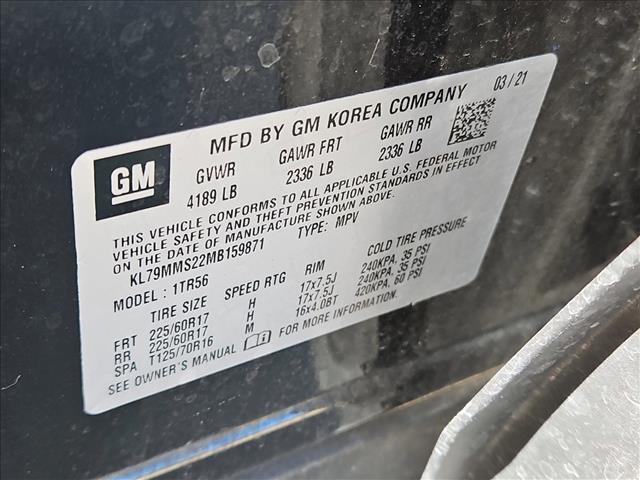 GM
MFD BY GM KOREA COMPANY 03 / 21
GVWR GAWR FRT GAWR RR
4189 LB 2336 LB 2336 LB
THIS VEHICLE CONFORMS TO ALL APPLICABLE U.S. FEDERAL MOTOR
VEHICLE SAFETY AND THEFT PREVENTION STANDARDS IN EFFECT
ON THE DATE OF MANUFACTURE SHOWN ABOVE.
KL79MMS22MB159871 TYPE: MPV
MODEL: 1TR56
TIRE SIZE SPEED RTG RIM COLD TIRE PRESSURE
FRT 225/60R17 H 17x7.5J 240KPA, 35 PSI
RR 225/60R17 H 17x7.5J 240KPA, 35 PSI
SPA T125/70R16 M 16x4.0BT 420KPA, 60 PSI
SEE OWNER'S MANUAL FOR MORE INFORMATION.